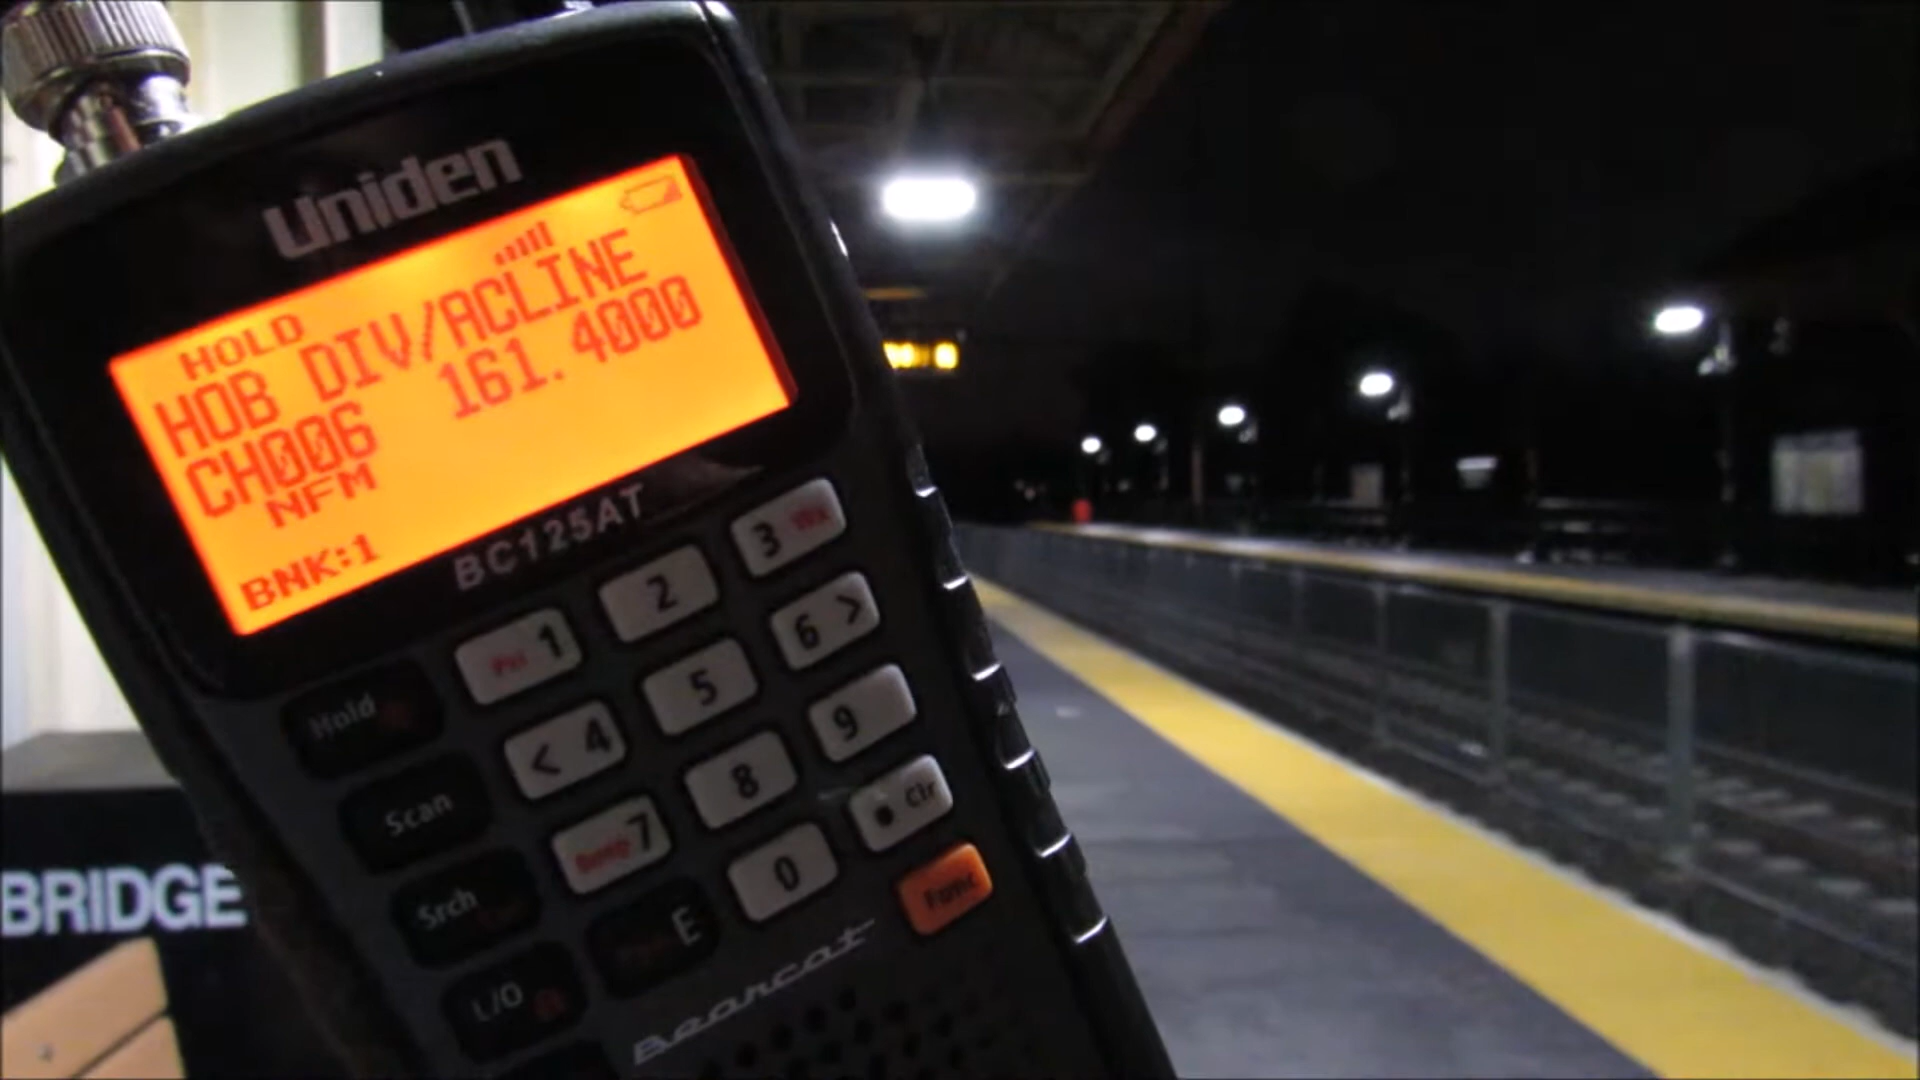 Uniden
HOLD
HOB DIV/ACLINE
CH006 161.4000
NFM
BNK:1
BC125AT
Pri 1
2
3
Hold
< 4
5
6 >
Scan
7
8
9
Srch
E
0
. Clr
L/O
Func
Bearcat
BRIDGE